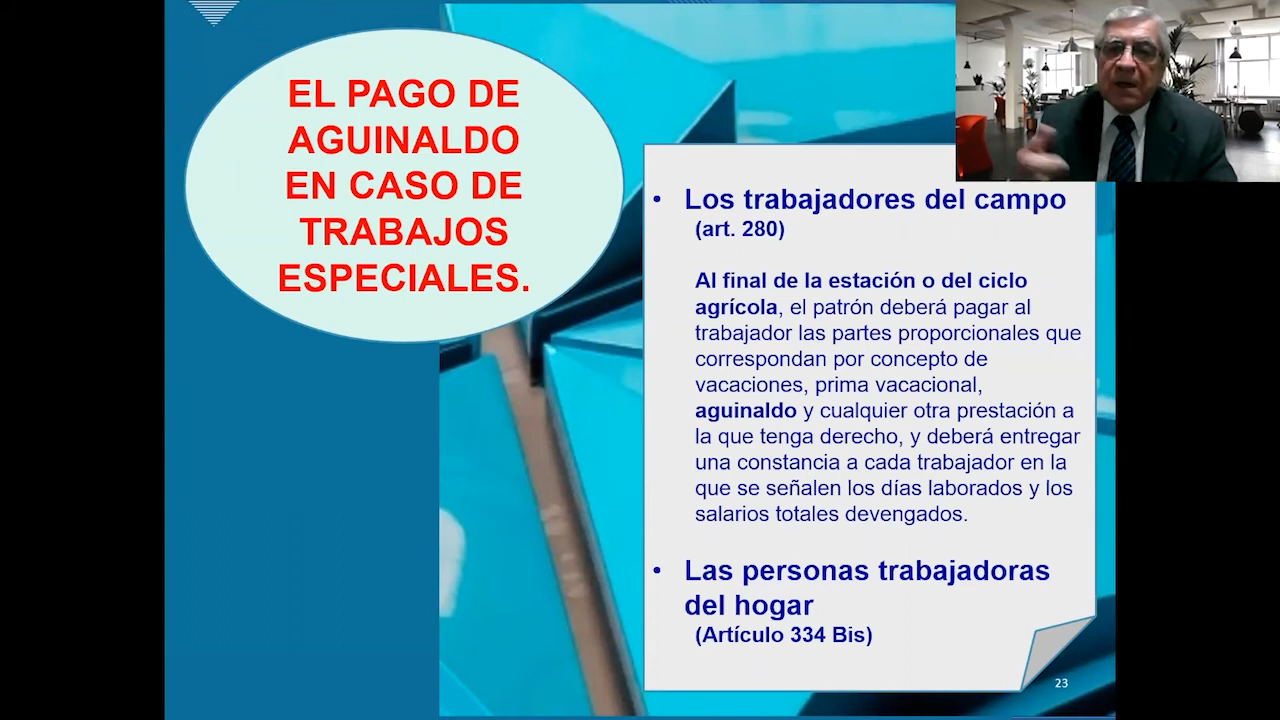 EL PAGO DE
AGUINALDO
EN CASO DE
TRABAJOS
ESPECIALES.
• Los trabajadores del campo
(art. 280)
Al final de la estación o del ciclo
agrícola, el patrón deberá pagar al
trabajador las partes proporcionales que
correspondan por concepto de
vacaciones, prima vacacional,
aguinaldo y cualquier otra prestación a
la que tenga derecho, y deberá entregar
una constancia a cada trabajador en la
que se señalen los días laborados y los
salarios totales devengados.
• Las personas trabajadoras
del hogar
(Artículo 334 Bis)
23